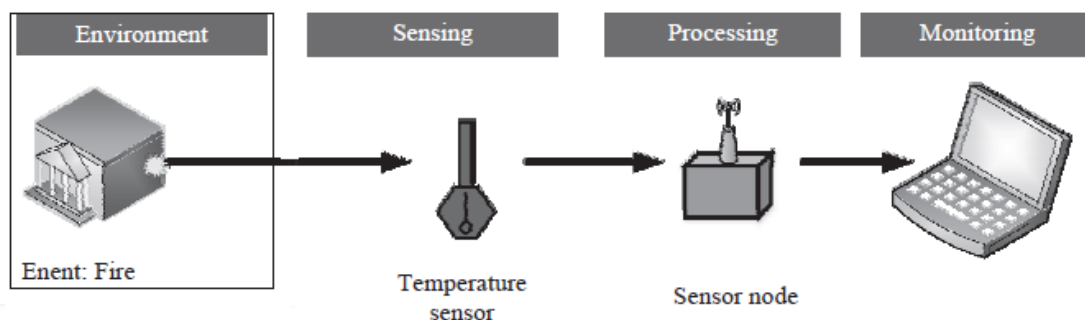 Environment
Sensing
Processing
Monitoring
Enent: Fire
Temperature
sensor
Sensor node